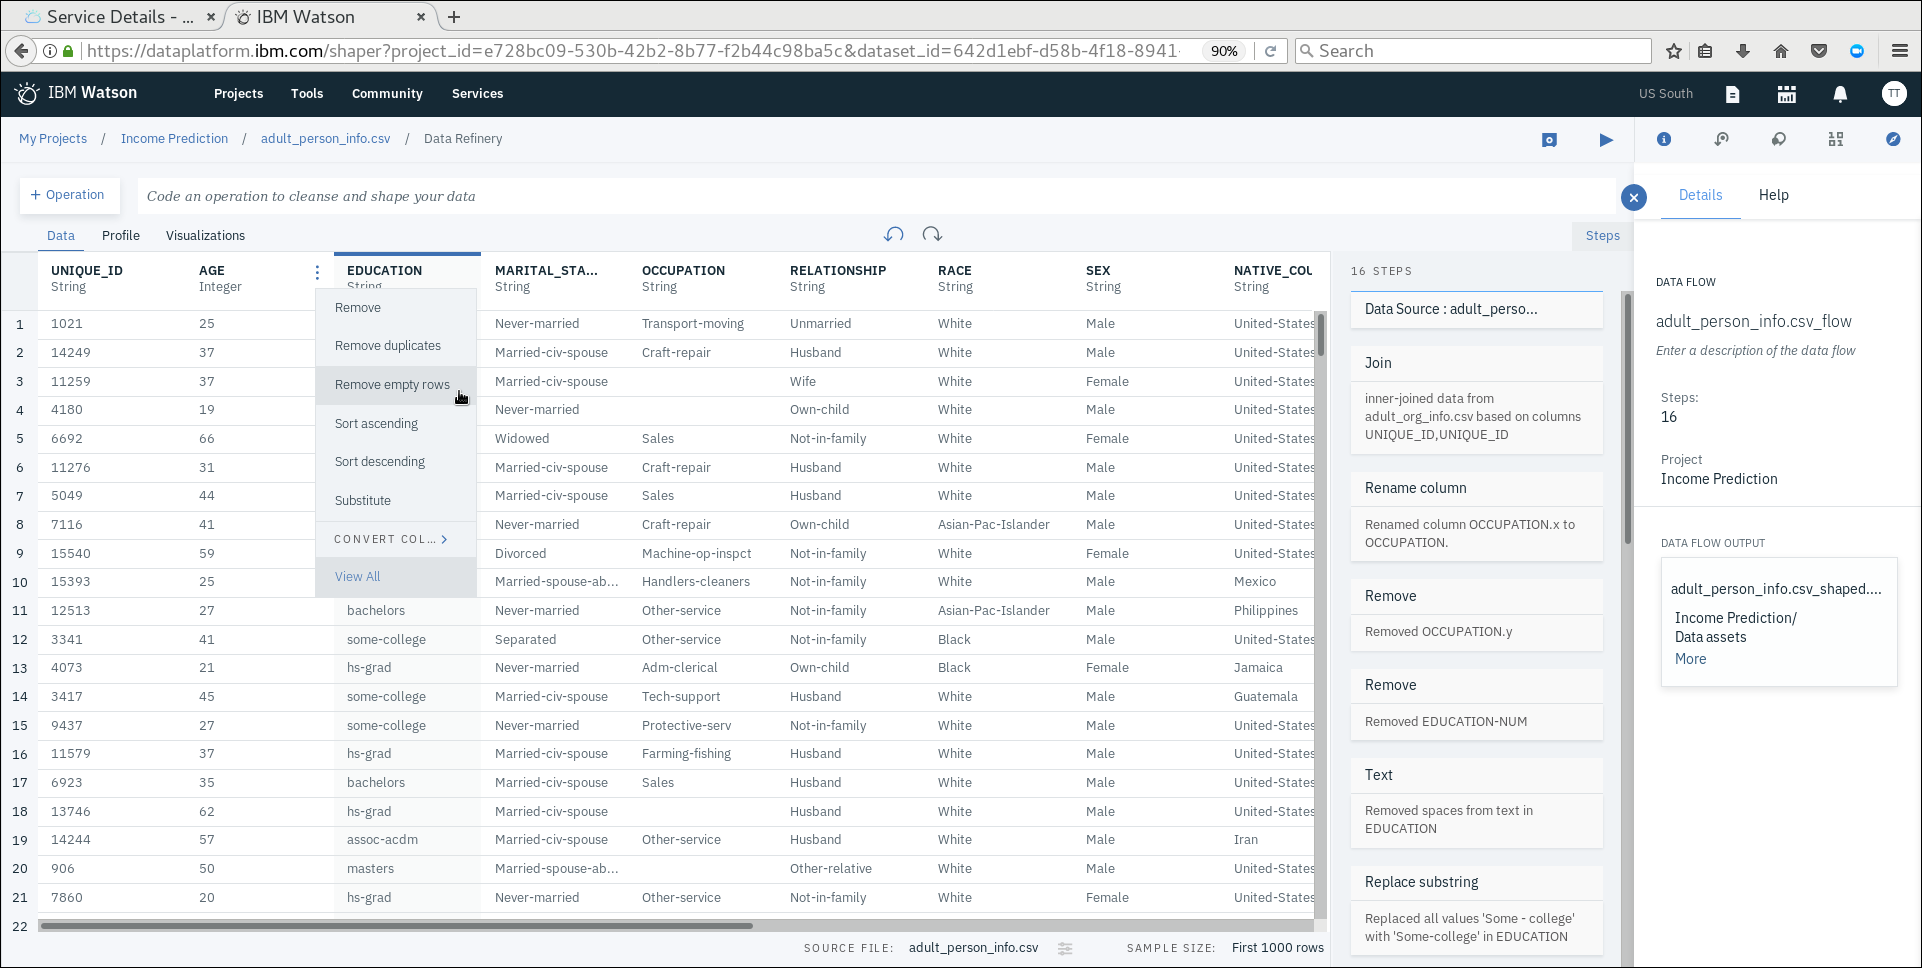 Service Details - ...
IBM Watson
https://dataplatform.ibm.com/shaper?project_id=e728bc09-530b-42b2-8b77-f2b44c98ba5c&dataset_id=642d1ebf-d58b-4f18-8941-
90%
Search
IBM Watson
Projects
Tools
Community
Services
US South
TT
My Projects / Income Prediction / adult_person_info.csv / Data Refinery
+ Operation
Code an operation to cleanse and shape your data
Data
Profile
Visualizations
Steps
UNIQUE_ID AGE EDUCATION MARITAL_STA... OCCUPATION RELATIONSHIP RACE SEX NATIVE_COU
String Integer String String String String String String String
1 1021 25 Never-married Transport-moving Unmarried White Male United-States
2 14249 37 Married-civ-spouse Craft-repair Husband White Male United-States
3 11259 37 Married-civ-spouse Wife White Female United-States
4 4180 19 Never-married Own-child White Male United-States
5 6692 66 Widowed Sales Not-in-family White Female United-States
6 11276 31 Married-civ-spouse Craft-repair Husband White Male United-States
7 5049 44 Married-civ-spouse Sales Husband White Male United-States
8 7116 41 Never-married Craft-repair Own-child Asian-Pac-Islander Male United-States
9 15540 59 Divorced Machine-op-inspct Not-in-family White Female United-States
10 15393 25 Married-spouse-ab... Handlers-cleaners Not-in-family White Male Mexico
11 12513 27 bachelors Never-married Other-service Not-in-family Asian-Pac-Islander Male Philippines
12 3341 41 some-college Separated Other-service Not-in-family Black Male United-States
13 4073 21 hs-grad Never-married Adm-clerical Own-child Black Female Jamaica
14 3417 45 some-college Married-civ-spouse Tech-support Husband White Male Guatemala
15 9437 27 some-college Never-married Protective-serv Not-in-family White Male United-States
16 11579 37 hs-grad Married-civ-spouse Farming-fishing Husband White Male United-States
17 6923 35 bachelors Married-civ-spouse Sales Husband White Male United-States
18 13746 62 hs-grad Married-civ-spouse Husband White Male United-States
19 14244 57 assoc-acdm Married-civ-spouse Other-service Husband White Male Iran
20 906 50 masters Married-spouse-ab... Other-relative White Male United-States
21 7860 20 hs-grad Never-married Other-service Not-in-family White Female United-States
22
Remove
Remove duplicates
Remove empty rows
Sort ascending
Sort descending
Substitute
CONVERT COL...
View All
SOURCE FILE: adult_person_info.csv
SAMPLE SIZE: First 1000 rows
16 STEPS
Data Source : adult_perso...
Join
inner-joined data from
adult_org_info.csv based on columns
UNIQUE_ID,UNIQUE_ID
Rename column
Renamed column OCCUPATION.x to
OCCUPATION.
Remove
Removed OCCUPATION.y
Remove
Removed EDUCATION-NUM
Text
Removed spaces from text in
EDUCATION
Replace substring
Replaced all values 'Some - college'
with 'Some-college' in EDUCATION
Details
Help
DATA FLOW
adult_person_info.csv_flow
Enter a description of the data flow
Steps:
16
Project
Income Prediction
DATA FLOW OUTPUT
adult_person_info.csv_shaped....
Income Prediction/
Data assets
More